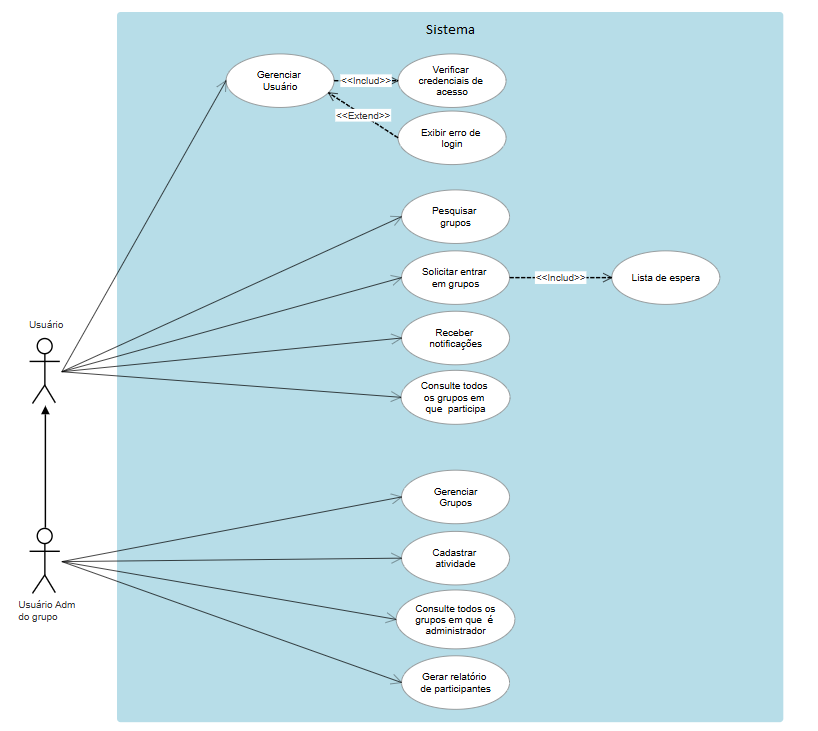 Sistema
Gerenciar
Usuário
<<Includ>>
Verificar
credenciais de
acesso
<<Extend>>
Exibir erro de
login
Pesquisar
grupos
Solicitar entrar
em grupos
<<Includ>>
Lista de espera
Usuário
Receber
notificações
Consulte todos
os grupos em
que  participa
Gerenciar
Grupos
Cadastrar
atividade
Usuário Adm
do grupo
Consulte todos os
grupos em que  é
administrador
Gerar relatório
de participantes